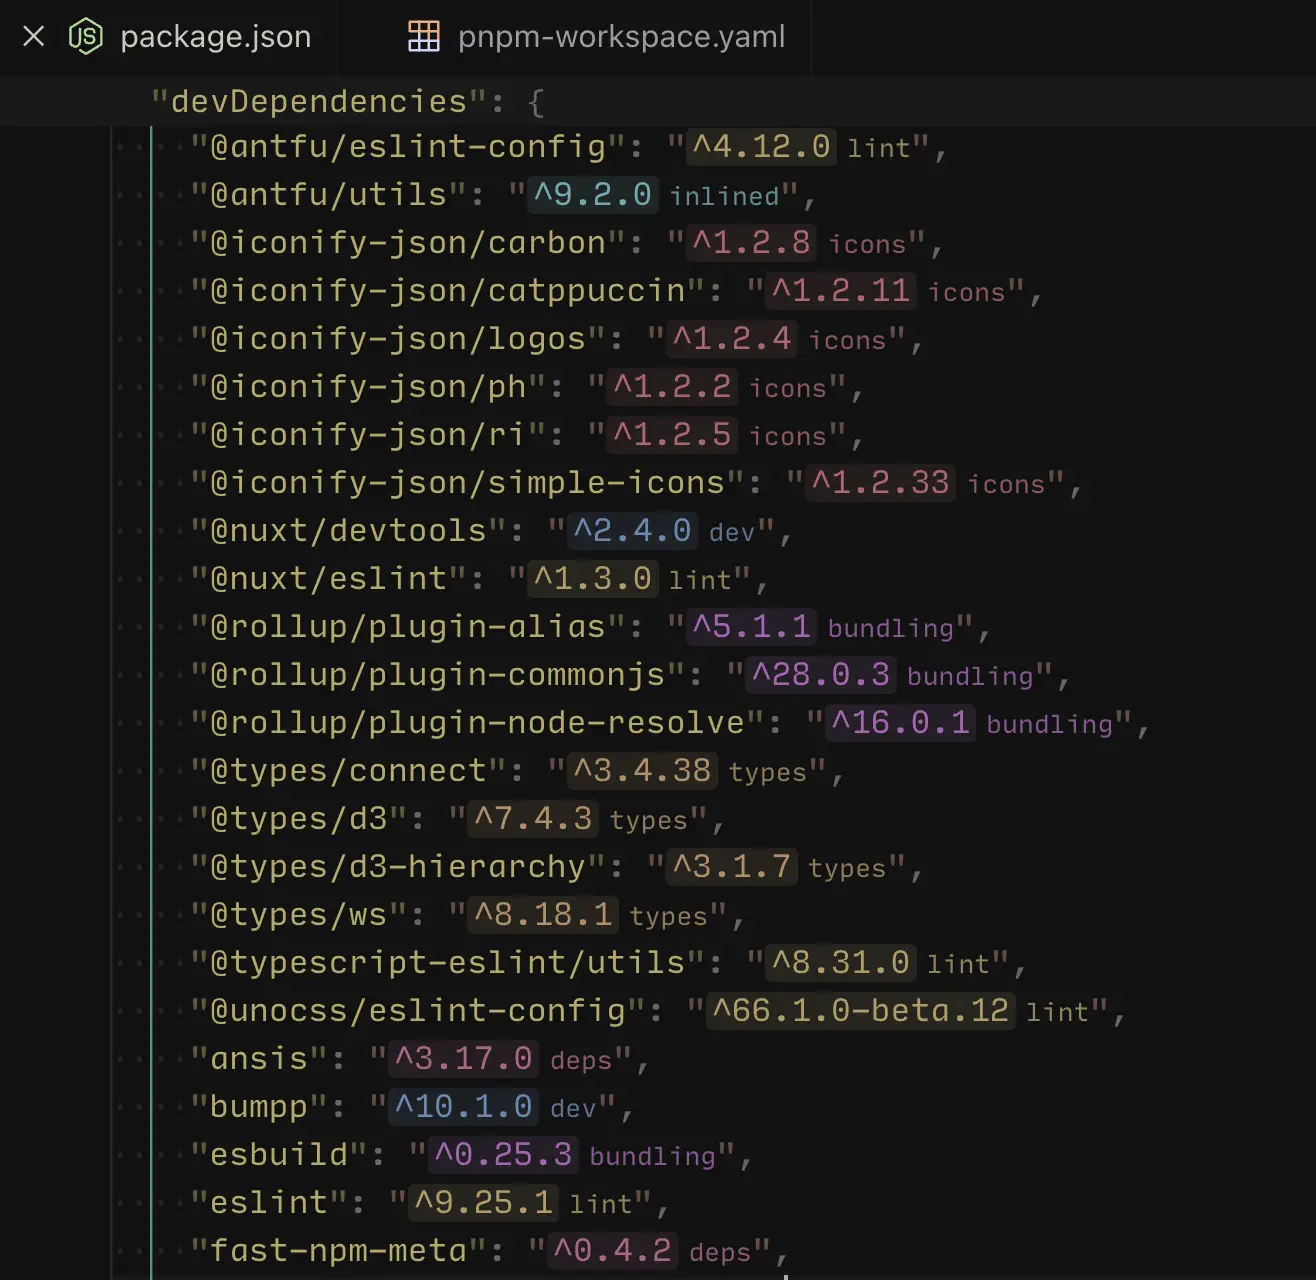 JS package.json pnpm-workspace.yaml
"devDependencies": {
"@antfu/eslint-config": "^4.12.0 lint",
"@antfu/utils": "^9.2.0 inlined",
"@iconify-json/carbon": "^1.2.8 icons",
"@iconify-json/catppuccin": "^1.2.11 icons",
"@iconify-json/logos": "^1.2.4 icons",
"@iconify-json/ph": "^1.2.2 icons",
"@iconify-json/ri": "^1.2.5 icons",
"@iconify-json/simple-icons": "^1.2.33 icons",
"@nuxt/devtools": "^2.4.0 dev",
"@nuxt/eslint": "^1.3.0 lint",
"@rollup/plugin-alias": "^5.1.1 bundling",
"@rollup/plugin-commonjs": "^28.0.3 bundling",
"@rollup/plugin-node-resolve": "^16.0.1 bundling",
"@types/connect": "^3.4.38 types",
"@types/d3": "^7.4.3 types",
"@types/d3-hierarchy": "^3.1.7 types",
"@types/ws": "^8.18.1 types",
"@typescript-eslint/utils": "^8.31.0 lint",
"@unocss/eslint-config": "^66.1.0-beta.12 lint",
"ansis": "^3.17.0 deps",
"bumpp": "^10.1.0 dev",
"esbuild": "^0.25.3 bundling",
"eslint": "^9.25.1 lint",
"fast-npm-meta": "^0.4.2 deps",